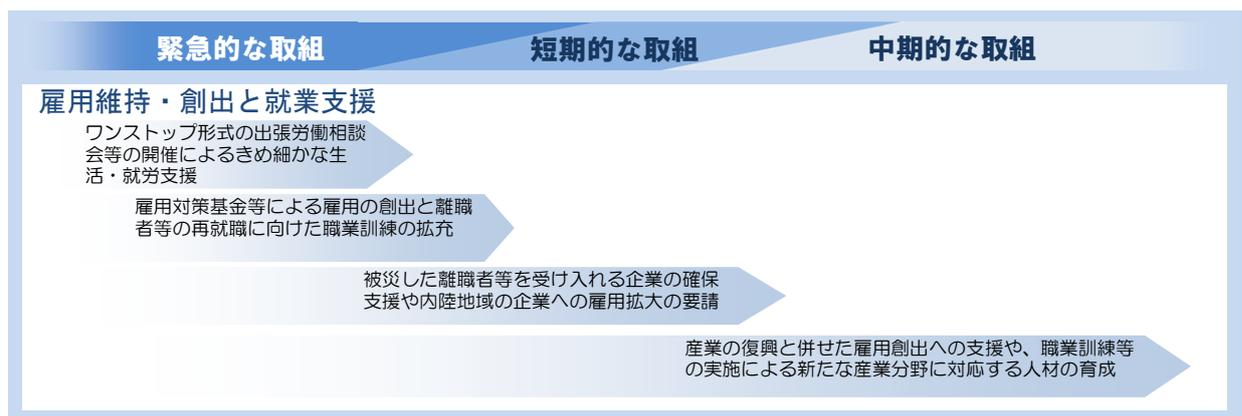 緊急的な取組 短期的な取組 中期的な取組
雇用維持・創出と就業支援
ワンストップ形式の出張労働相談
会等の開催によるきめ細かな生
活・就労支援
雇用対策基金等による雇用の創出と離職
者等の再就職に向けた職業訓練の拡充
被災した離職者等を受け入れる企業の確保
支援や内陸地域の企業への雇用拡大の要請
産業の復興と併せた雇用創出への支援や、職業訓練等
の実施による新たな産業分野に対応する人材の育成